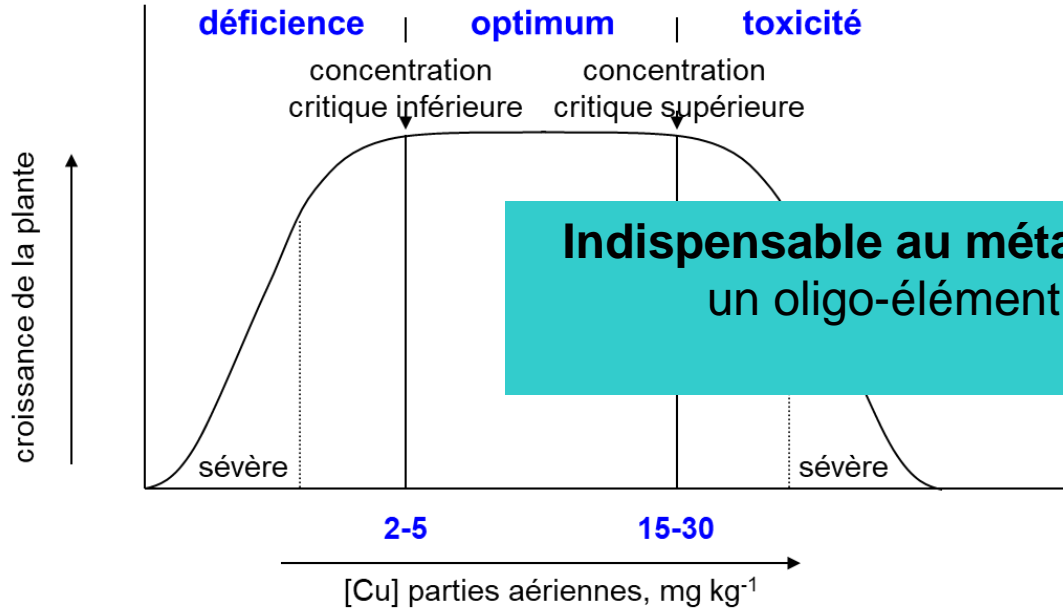 déficience | optimum | toxicité
concentration critique inférieure
concentration critique supérieure
croissance de la plante
Indispensable au
un oligo-élément
sévère
sévère
2-5
15-30
[Cu] parties aériennes, mg kg⁻¹